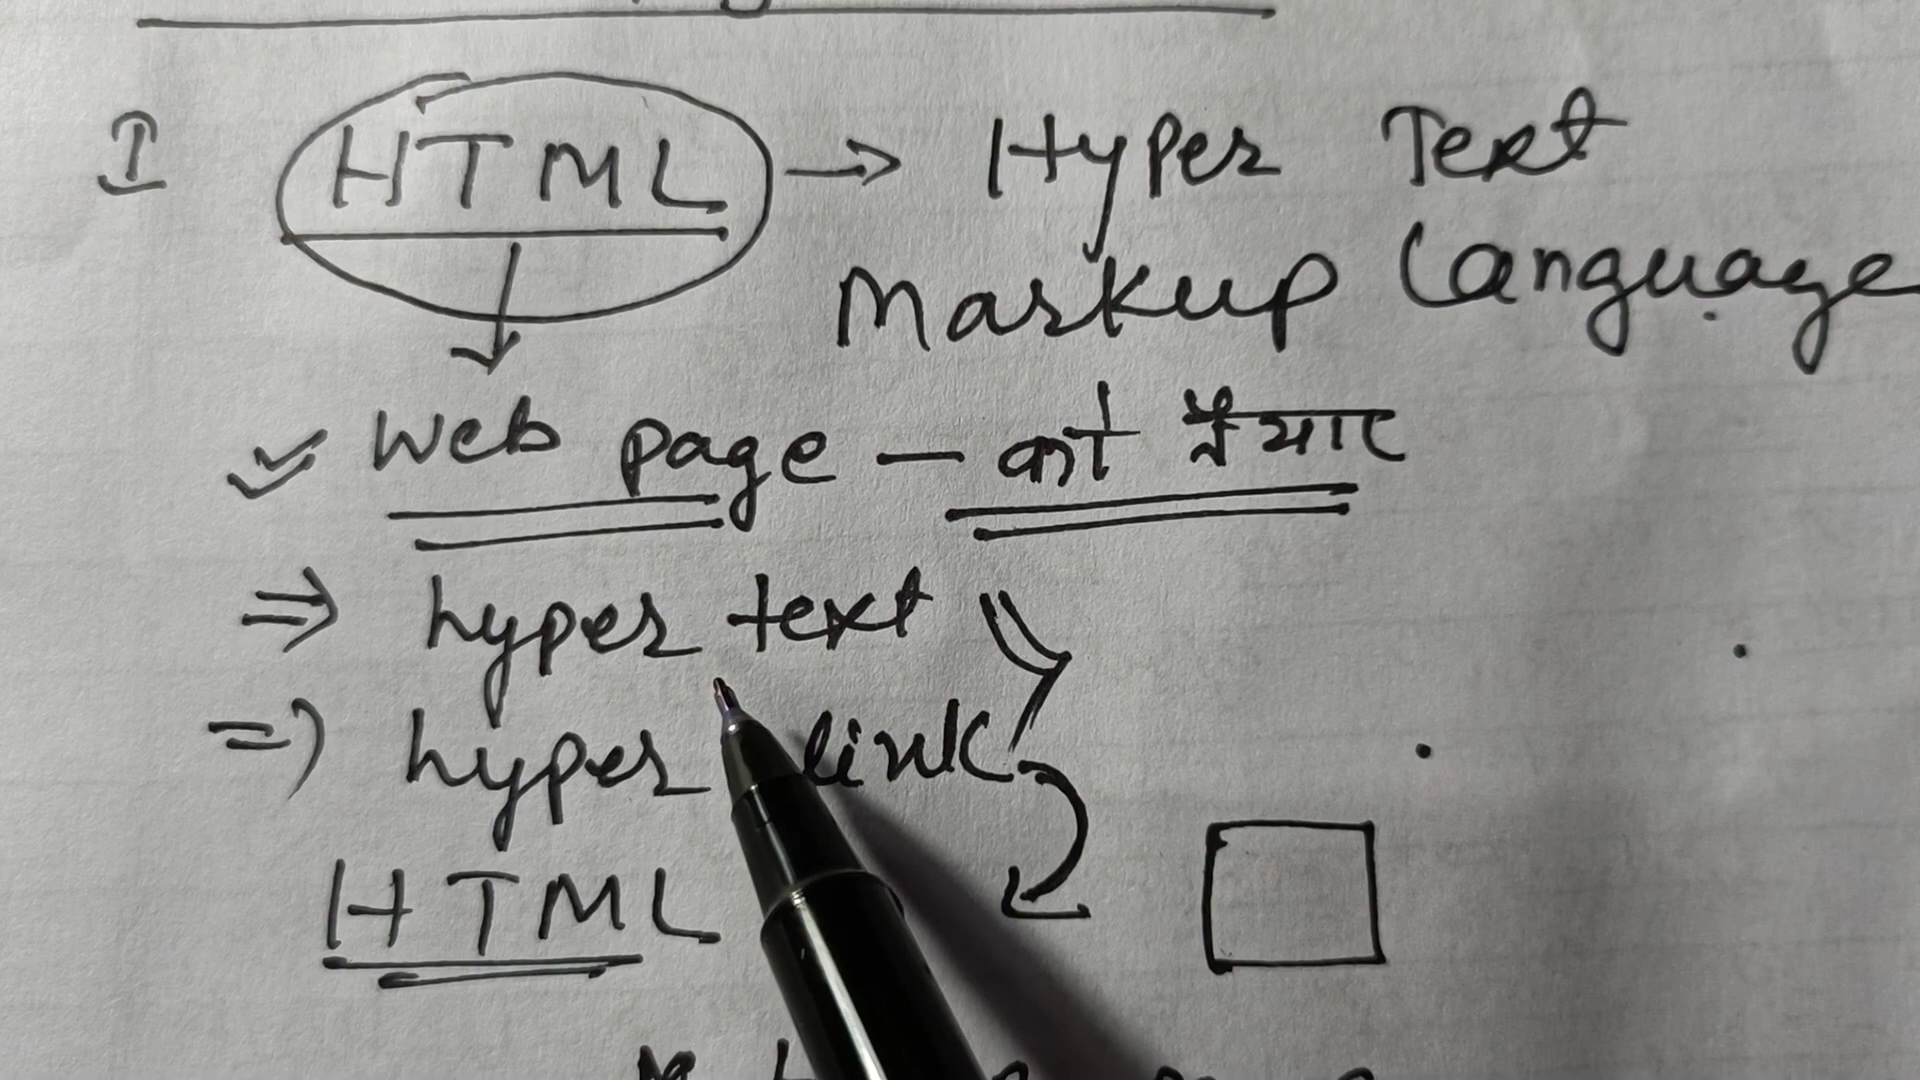 I HTML → Hyper Text
Markup Language
Web page — को तैयार
⇒ hyper text
⇒ hyper link
HTML